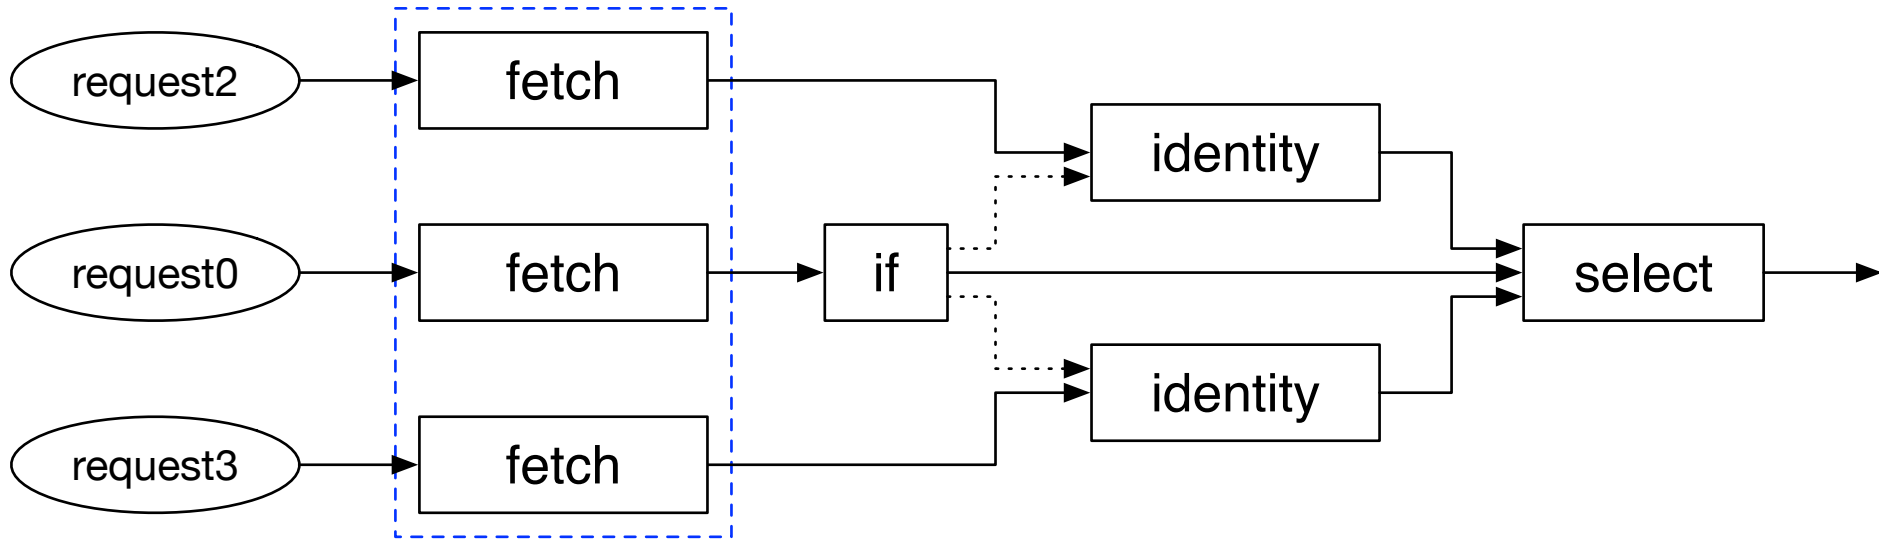 request2
fetch
identity
request0
fetch
if
select
identity
request3
fetch